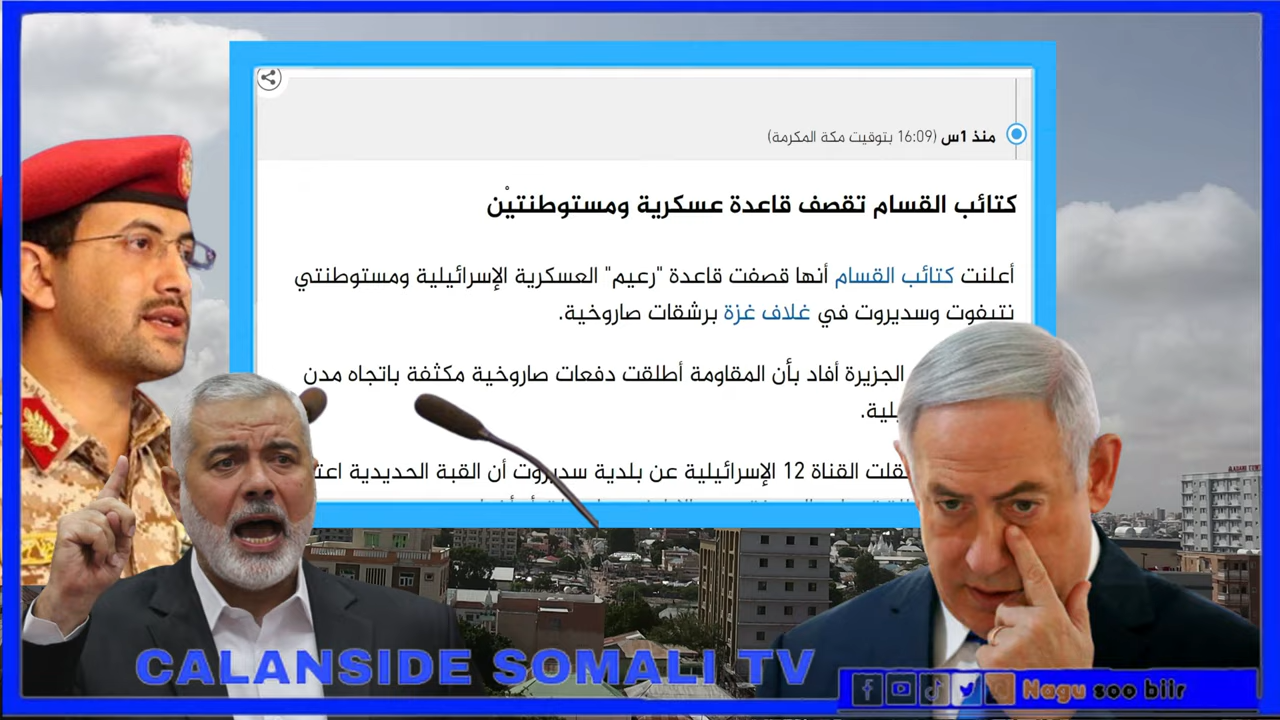 منذ 1س (16:09 بتوقيت مكة المكرمة)
كتائب القسام تقصف قاعدة عسكرية ومستوطنتيْن
أعلنت كتائب القسام أنها قصفت قاعدة "رعيم" العسكرية الإسرائيلية ومستوطنتي
نتيفوت وسديروت في غلاف غزة برشقات صاروخية.
الجزيرة أفاد بأن المقاومة أطلقت دفعات صاروخية مكثفة باتجاه مدن
القناة 12 الإسرائيلية عن بلدية سديروت أن القبة الحديدية
CALANSIDE SOMALI TV
Nagu soo biir